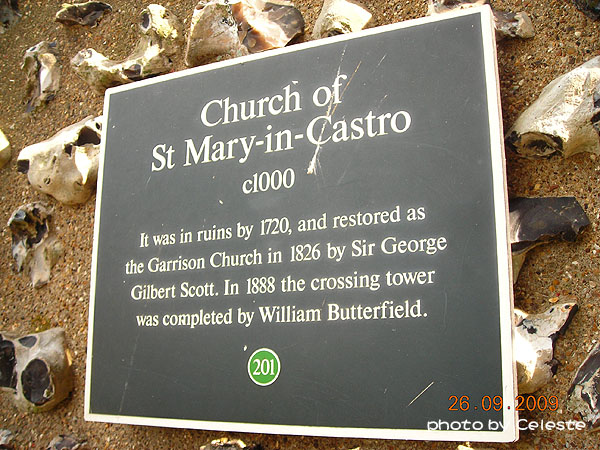 Church of
St Mary-in-Castro
c1000
It was in ruins by 1720, and restored as
the Garrison Church in 1826 by Sir George
Gilbert Scott. In 1888 the crossing tower
was completed by William Butterfield.
201
26.09.2009
photo by Celeste